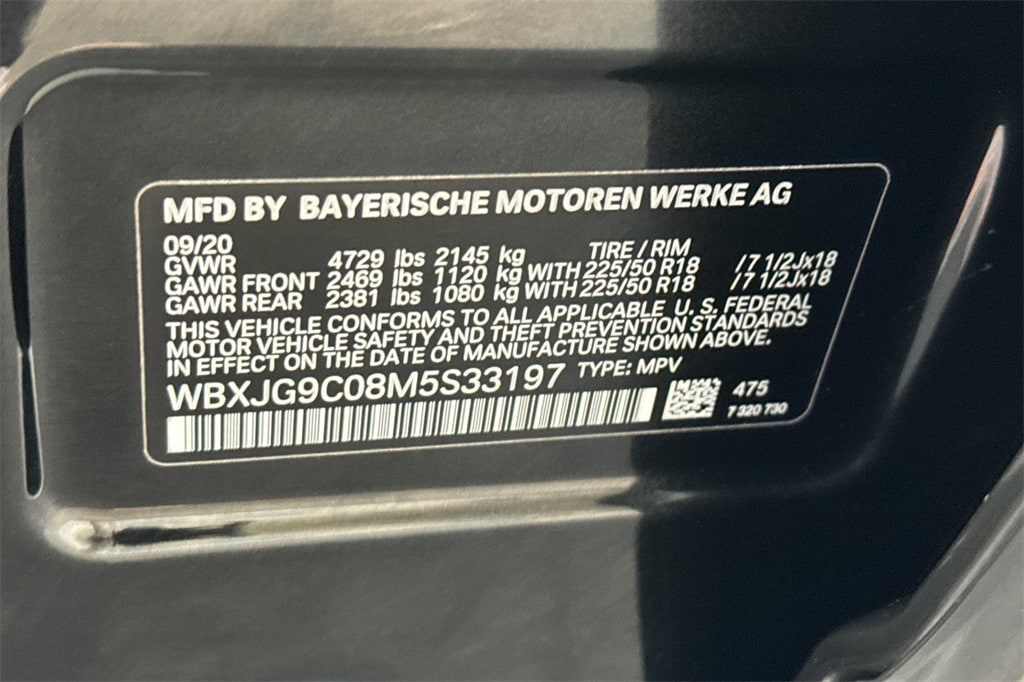 MFD BY BAYERISCHE MOTOREN WERKE AG
09/20 TIRE / RIM
GVWR 4729 lbs 2145 kg
GAWR FRONT 2469 lbs 1120 kg WITH 225/50 R18 /7 1/2Jx18
GAWR REAR 2381 lbs 1080 kg WITH 225/50 R18 /7 1/2Jx18
THIS VEHICLE CONFORMS TO ALL APPLICABLE U. S. FEDERAL
MOTOR VEHICLE SAFETY AND THEFT PREVENTION STANDARDS
IN EFFECT ON THE DATE OF MANUFACTURE SHOWN ABOVE.
WBXJG9C08M5S33197 TYPE: MPV
475
7 320 730